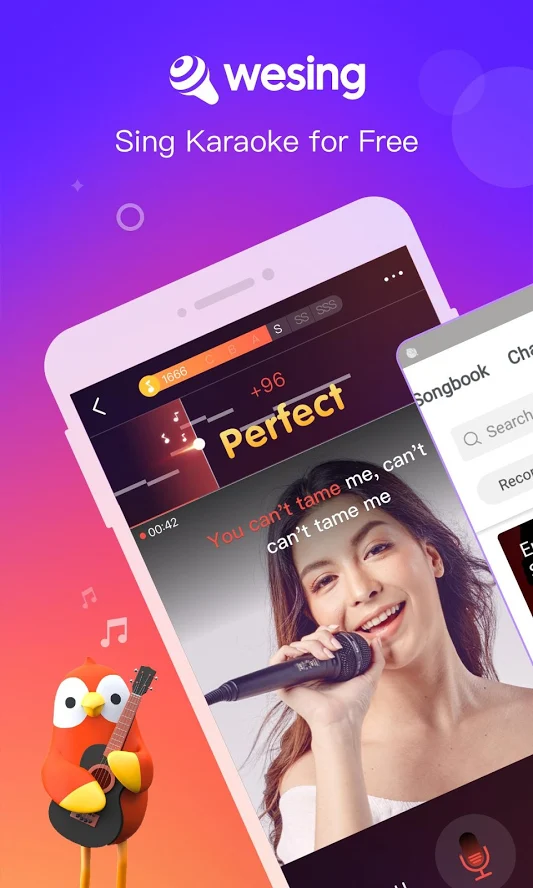 wesing
Sing Karaoke for Free
1666 C B A S SS SSS
+96
Perfect
00:42
You can't tame me, can't
can't tame me
Songbook
Search